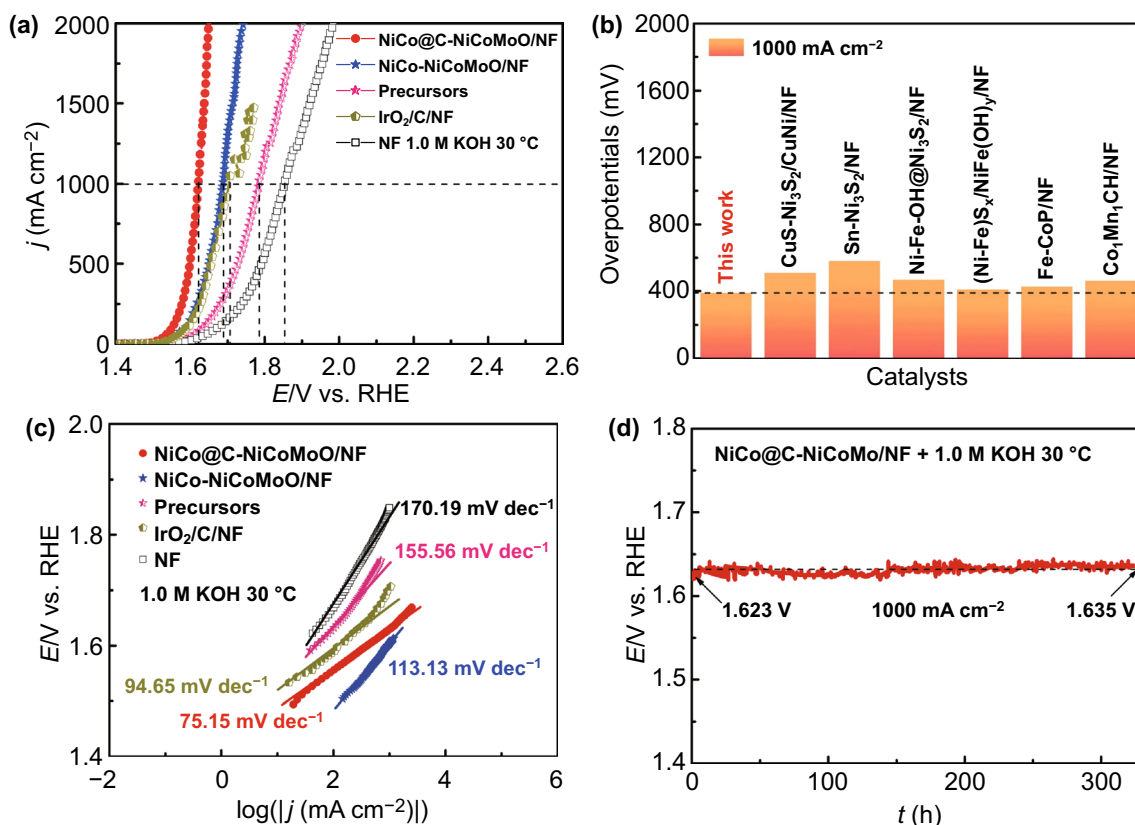 (a)
2000
1500
1000
500
0
j (mA cm⁻²)
NiCo@C-NiCoMoO/NF
NiCo-NiCoMoO/NF
Precursors
IrO₂/C/NF
NF 1.0 M KOH 30 °C
1.4 1.6 1.8 2.0 2.2 2.4 2.6
E/V vs. RHE
(b)
2000
1600
1200
800
400
0
Overpotentials (mV)
1000 mA cm⁻²
This work
CuS-Ni₃S₂/CuNi/NF
Sn-Ni₃S₂/NF
Ni-Fe-OH@Ni₃S₂/NF
(Ni-Fe)Sₓ/NiFe(OH)ᵧ/NF
Fe-CoP/NF
Co₁Mn₁CH/NF
Catalysts
(c)
2.0
1.8
1.6
1.4
E/V vs. RHE
NiCo@C-NiCoMoO/NF
NiCo-NiCoMoO/NF
Precursors
IrO₂/C/NF
NF
1.0 M KOH 30 °C
170.19 mV dec⁻¹
155.56 mV dec⁻¹
94.65 mV dec⁻¹
113.13 mV dec⁻¹
75.15 mV dec⁻¹
−2 0 2 4 6
log(|j (mA cm⁻²)|)
(d)
1.8
1.7
1.6
1.5
1.4
E/V vs. RHE
NiCo@C-NiCoMo/NF + 1.0 M KOH 30 °C
1.623 V
1000 mA cm⁻²
1.635 V
0 100 200 300
t (h)